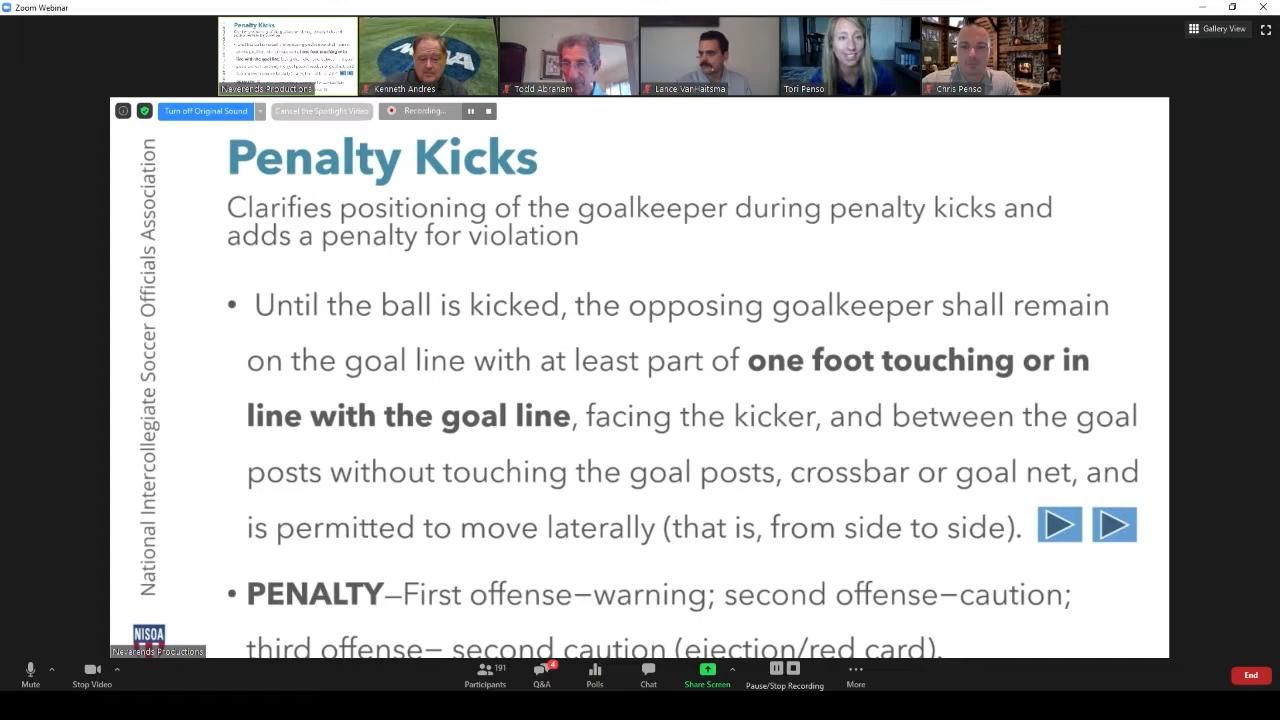 Zoom Webinar
Penalty Kicks
Gallery View
Neverends Productions
Kenneth Andres
Todd Abraham
Lance VanHaitsma
Tori Penso
Chris Penso
Turn off Original Sound
Cancel the Spotlight Video
Recording...
National Intercollegiate Soccer Officials Association
Penalty Kicks
Clarifies positioning of the goalkeeper during penalty kicks and
adds a penalty for violation
• Until the ball is kicked, the opposing goalkeeper shall remain
on the goal line with at least part of one foot touching or in
line with the goal line, facing the kicker, and between the goal
posts without touching the goal posts, crossbar or goal net, and
is permitted to move laterally (that is, from side to side).
• PENALTY—First offense—warning; second offense—caution;
third offense— second caution (ejection/red card).
NISOA
Neverends Productions
Mute
Stop Video
191
Participants
4
Q&A
Polls
Chat
Share Screen
Pause/Stop Recording
More
End